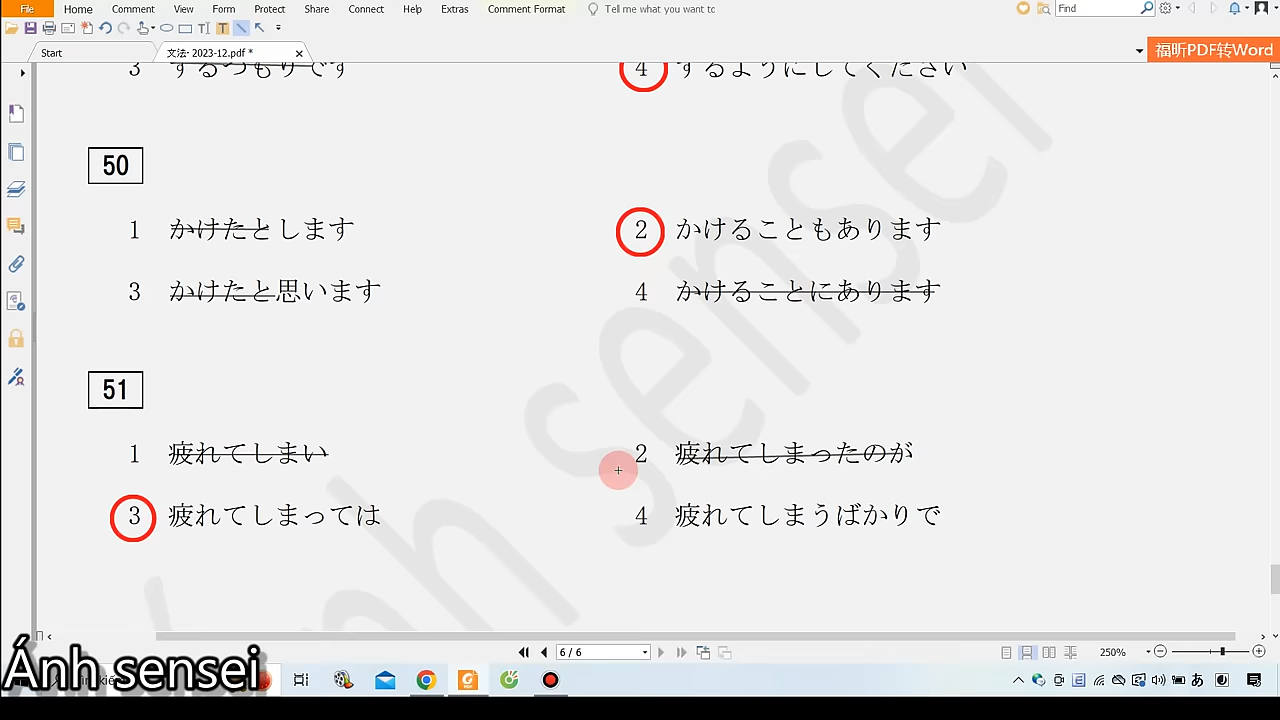 File Home Comment View Form Protect Share Connect Help Extras Comment Format Tell me what you want to Find
Start 文法- 2023-12.pdf * 福昕PDF转Word
3 するつもりです 4 するようにしてください
50
1 かけたとします 2 かけることもあります
3 かけたと思います 4 かけることにあります
51
1 疲れてしまい 2 疲れてしまったのが
3 疲れてしまっては 4 疲れてしまうばかりで
Ánh sensei
6 / 6 250%
Ánh sensei